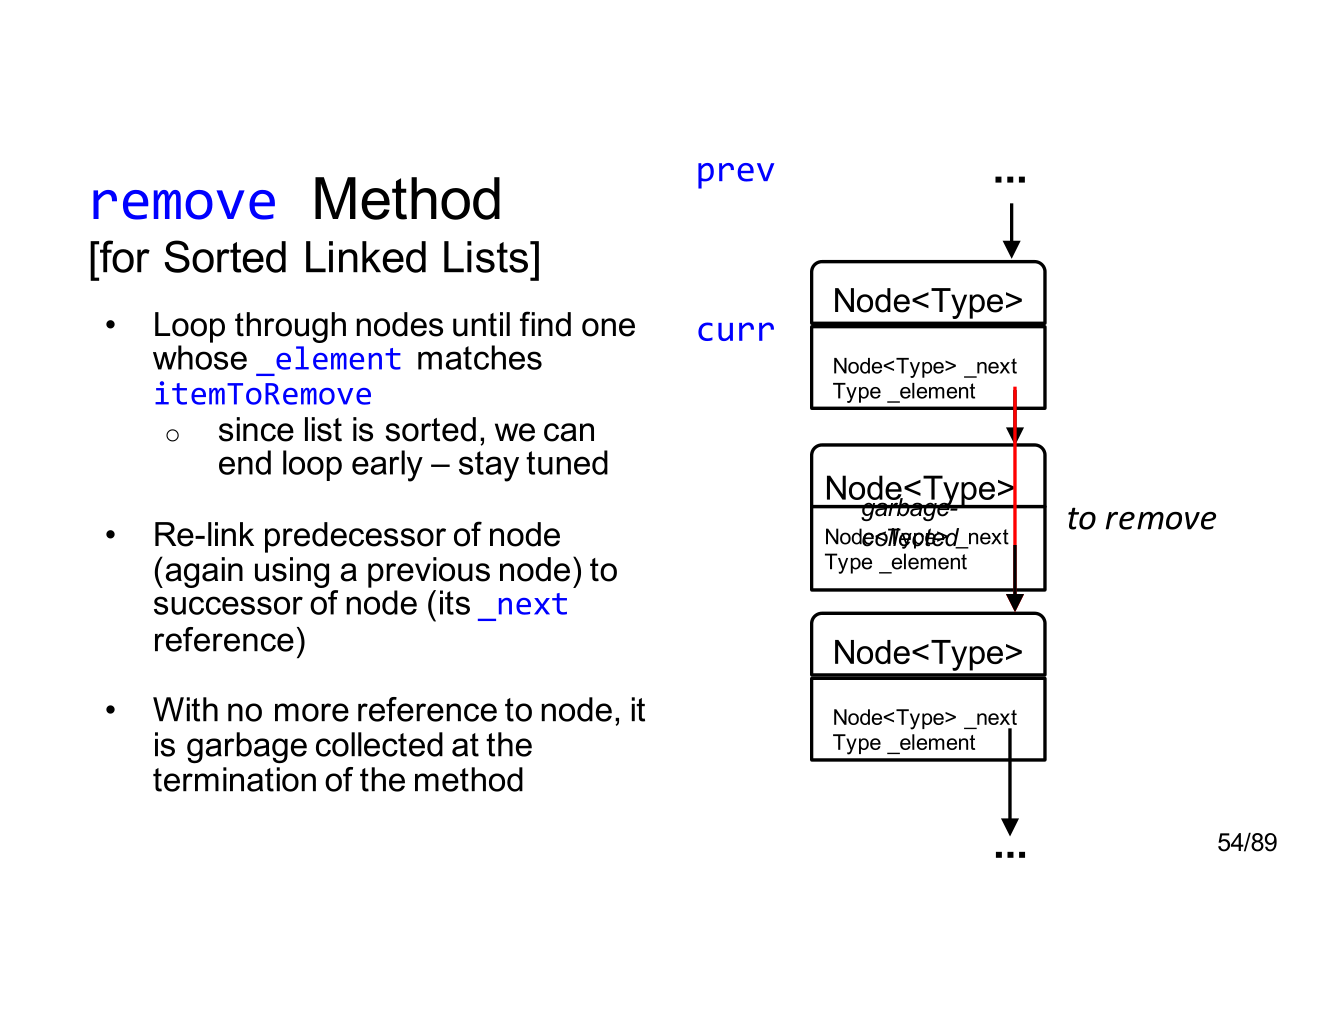 remove Method
[for Sorted Linked Lists]
• Loop through nodes until find one
whose _element matches
itemToRemove
○ since list is sorted, we can
end loop early – stay tuned
• Re-link predecessor of node
(again using a previous node) to
successor of node (its _next
reference)
• With no more reference to node, it
is garbage collected at the
termination of the method
prev
...
Node<Type>
curr
Node<Type> _next
Type _element
Node<Type>
garbage-
collected
to remove
Node<Type> _next
Type _element
Node<Type>
Node<Type> _next
Type _element
...
54/89